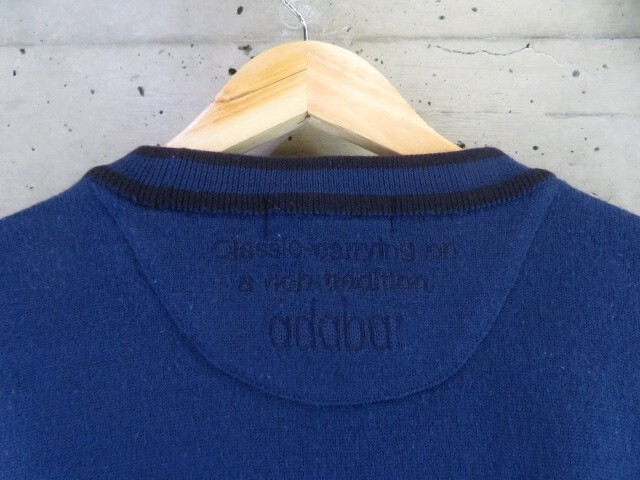 Classic-carrying on
a rich tradition.
adabat